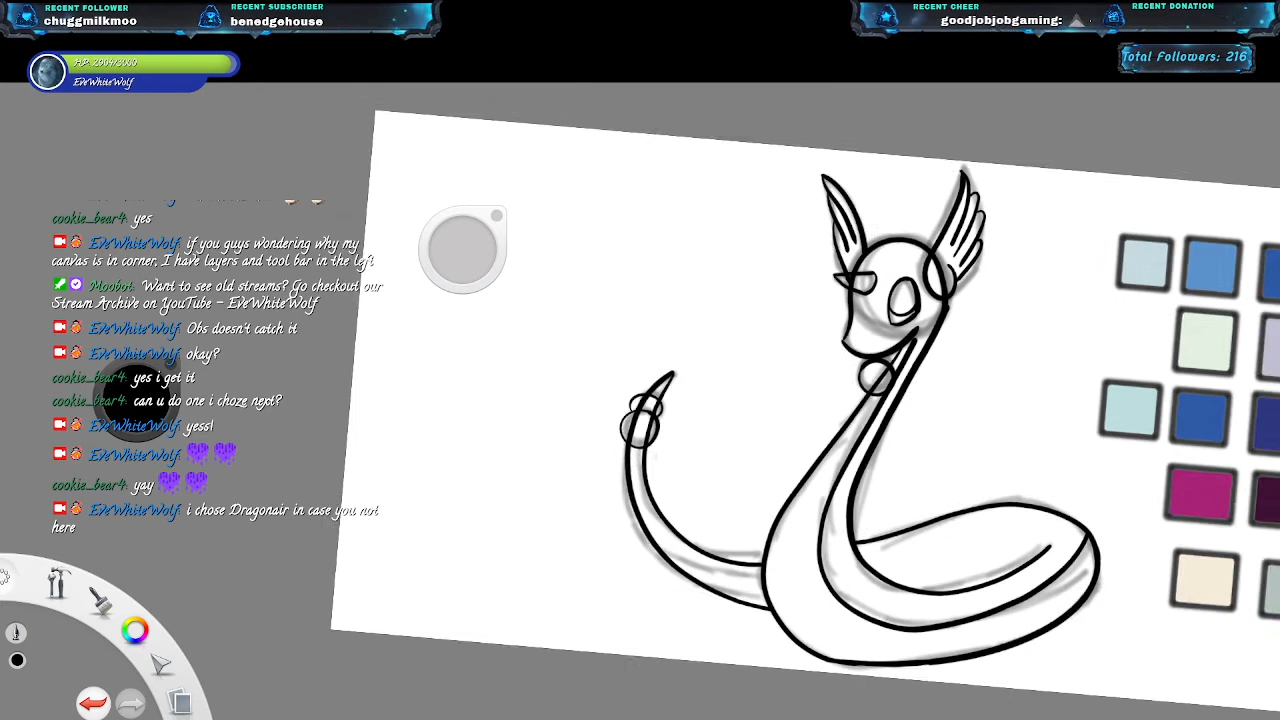 RECENT FOLLOWER
chuggmilkmoo
RECENT SUBSCRIBER
benedgehouse
RECENT CHEER
goodjobjobgaming:
RECENT DONATION
Total Followers: 216
HP: 2904/3000
EveWhiteWolf
cookie_bear4: yes
EveWhiteWolf: if you guys wondering why my
canvas is in corner. I have layers and tool bar in the left
Moobot: Want to see old streams? Go checkout our
Stream Archive on YouTube - EveWhiteWolf
EveWhiteWolf: Obs doesn't catch it
EveWhiteWolf: okay?
cookie_bear4: yes i get it
cookie_bear4: can u do one i choze next?
EveWhiteWolf: yess!
EveWhiteWolf:
cookie_bear4: yay
EveWhiteWolf: i chose Dragonair in case you not
here